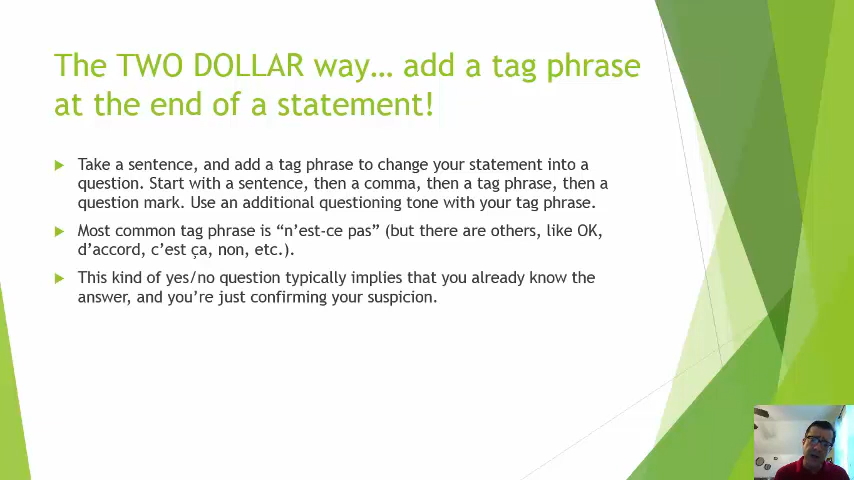 The TWO DOLLAR way... add a tag phrase
at the end of a statement!
Take a sentence, and add a tag phrase to change your statement into a
question. Start with a sentence, then a comma, then a tag phrase, then a
question mark. Use an additional questioning tone with your tag phrase.
Most common tag phrase is “n’est-ce pas” (but there are others, like OK,
d’accord, c’est ça, non, etc.).
This kind of yes/no question typically implies that you already know the
answer, and you’re just confirming your suspicion.